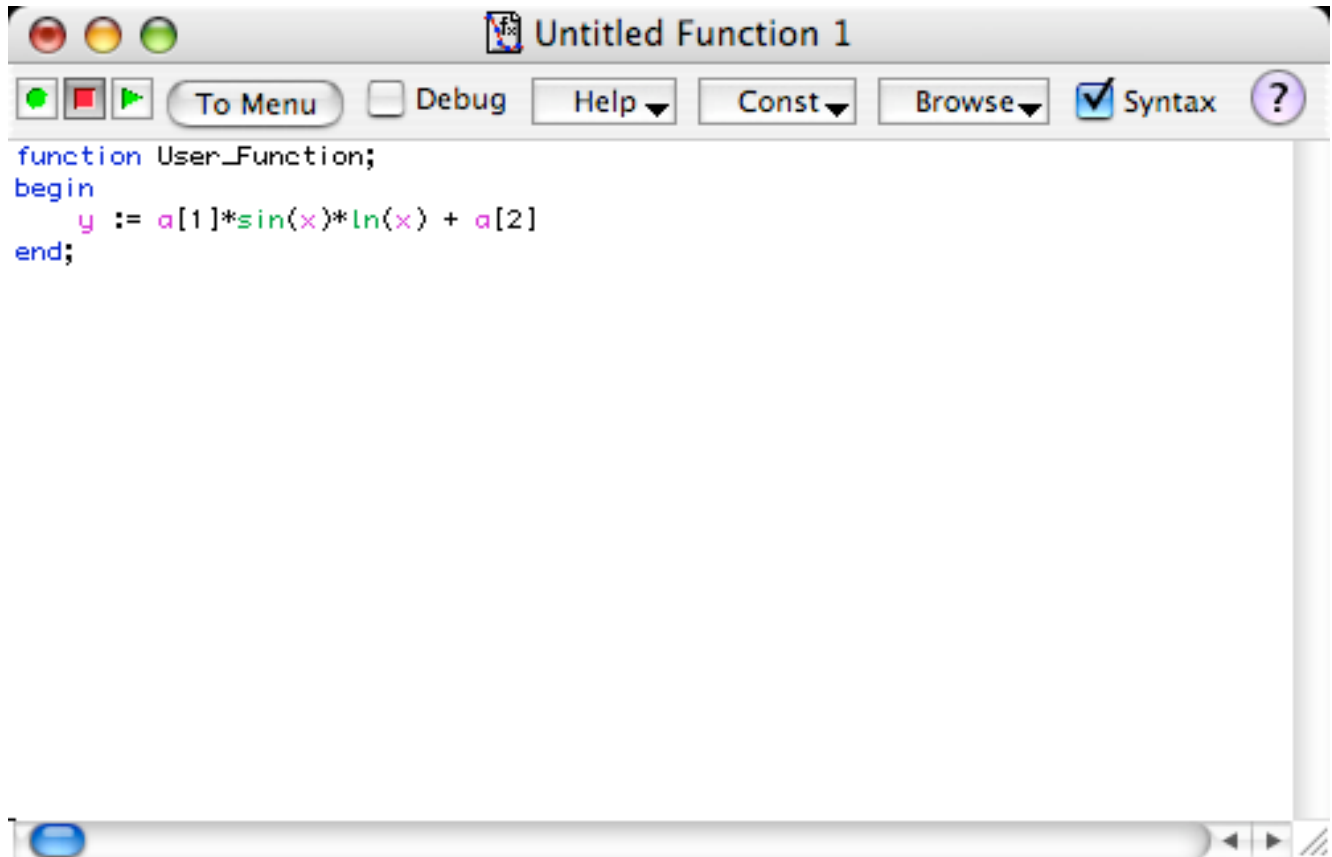 Untitled Function 1
To Menu Debug Help Const Browse Syntax ?
function User_Function;
begin
    y := a[1]*sin(x)*ln(x) + a[2]
end;